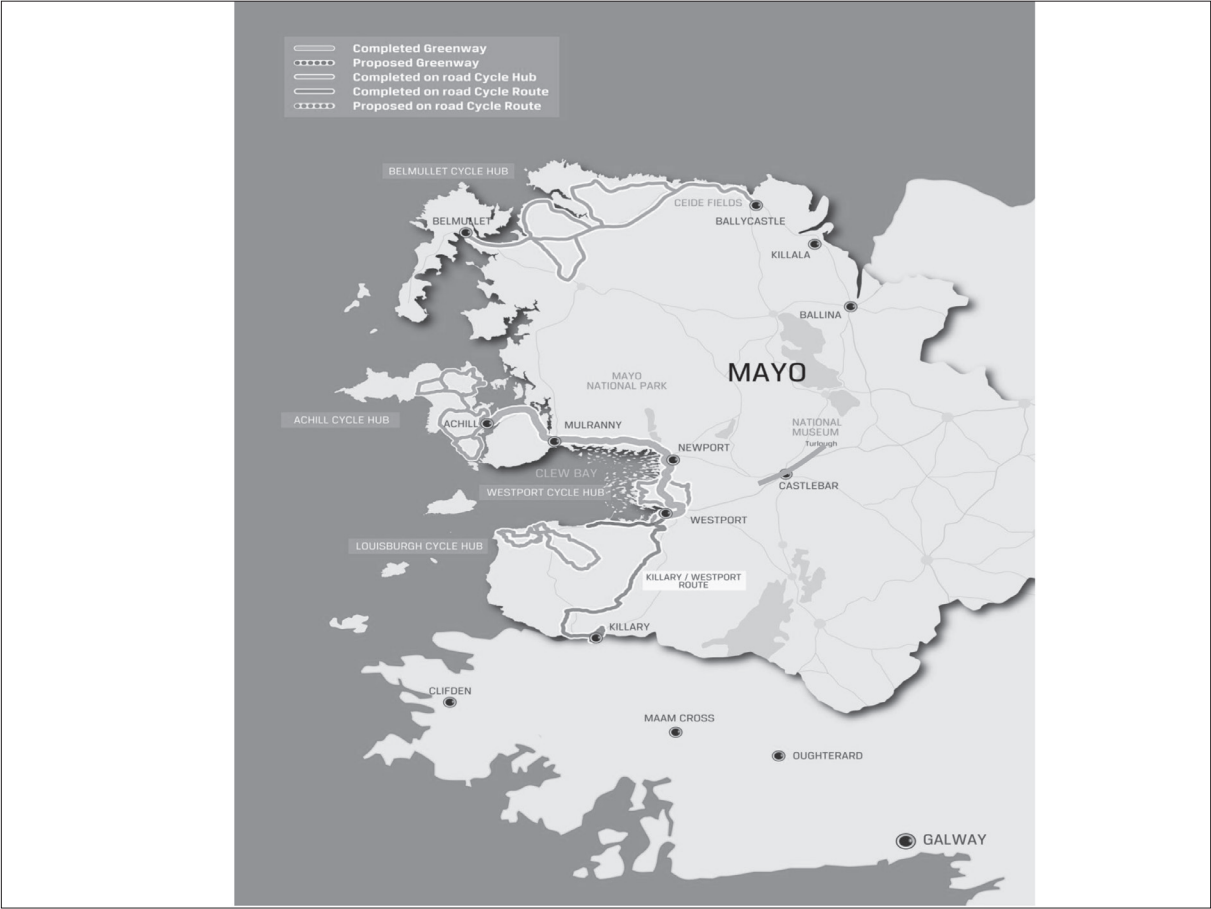 Completed Greenway
Proposed Greenway
Completed on road Cycle Hub
Completed on road Cycle Route
Proposed on road Cycle Route
BELMULLET CYCLE HUB
CEIDE FIELDS
BELMULLET
BALLYCASTLE
KILLALA
BALLINA
MAYO
NATIONAL PARK
MAYO
ACHILL CYCLE HUB
ACHILL
MULRANNY
NATIONAL
MUSEUM
Turlough
NEWPORT
CLEW BAY
CASTLEBAR
WESTPORT CYCLE HUB
WESTPORT
LOUISBURGH CYCLE HUB
KILLARY / WESTPORT
ROUTE
KILLARY
CLIFDEN
MAAM CROSS
OUGHTERARD
GALWAY